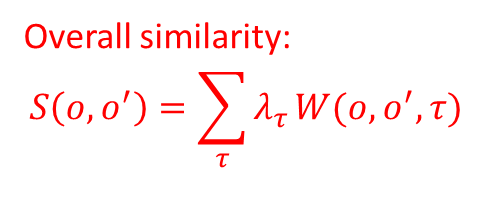 Overall similarity:
S(o, o′) = ∑_τ λ_τ W(o, o′, τ)